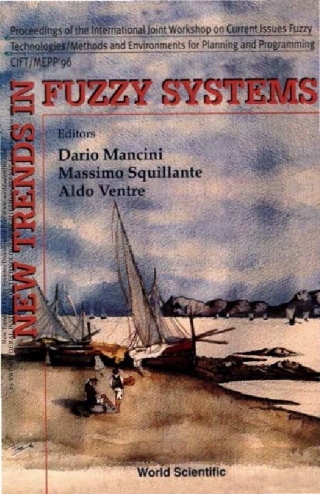 Proceedings of the International Joint Workshop on Current Issues Fuzzy
Technologies/Methods and Environments for Planning and Programming
CIFT/MEPP'96
NEW TRENDS IN
FUZZY SYSTEMS
Editors
Dario Mancini
Massimo Squillante
Aldo Ventre
World Scientific